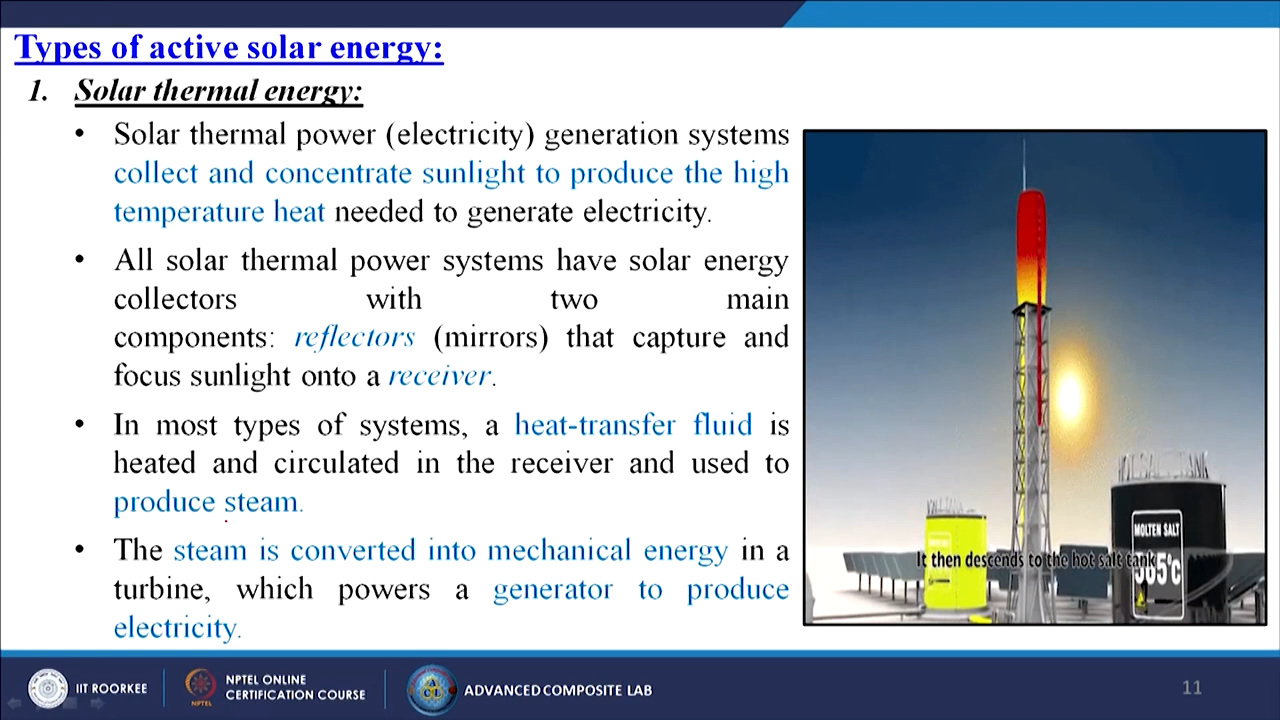 Types of active solar energy:
1. Solar thermal energy:
• Solar thermal power (electricity) generation systems
collect and concentrate sunlight to produce the high
temperature heat needed to generate electricity.
• All solar thermal power systems have solar energy
collectors with two main
components: reflectors (mirrors) that capture and
focus sunlight onto a receiver.
• In most types of systems, a heat-transfer fluid is
heated and circulated in the receiver and used to
produce steam.
• The steam is converted into mechanical energy in a
turbine, which powers a generator to produce
electricity.
MOLTEN SALT
It then descends to the hot salt tank
565°C
IIT ROORKEE
NPTEL ONLINE
CERTIFICATION COURSE
NPTEL
ADVANCED COMPOSITE LAB
11